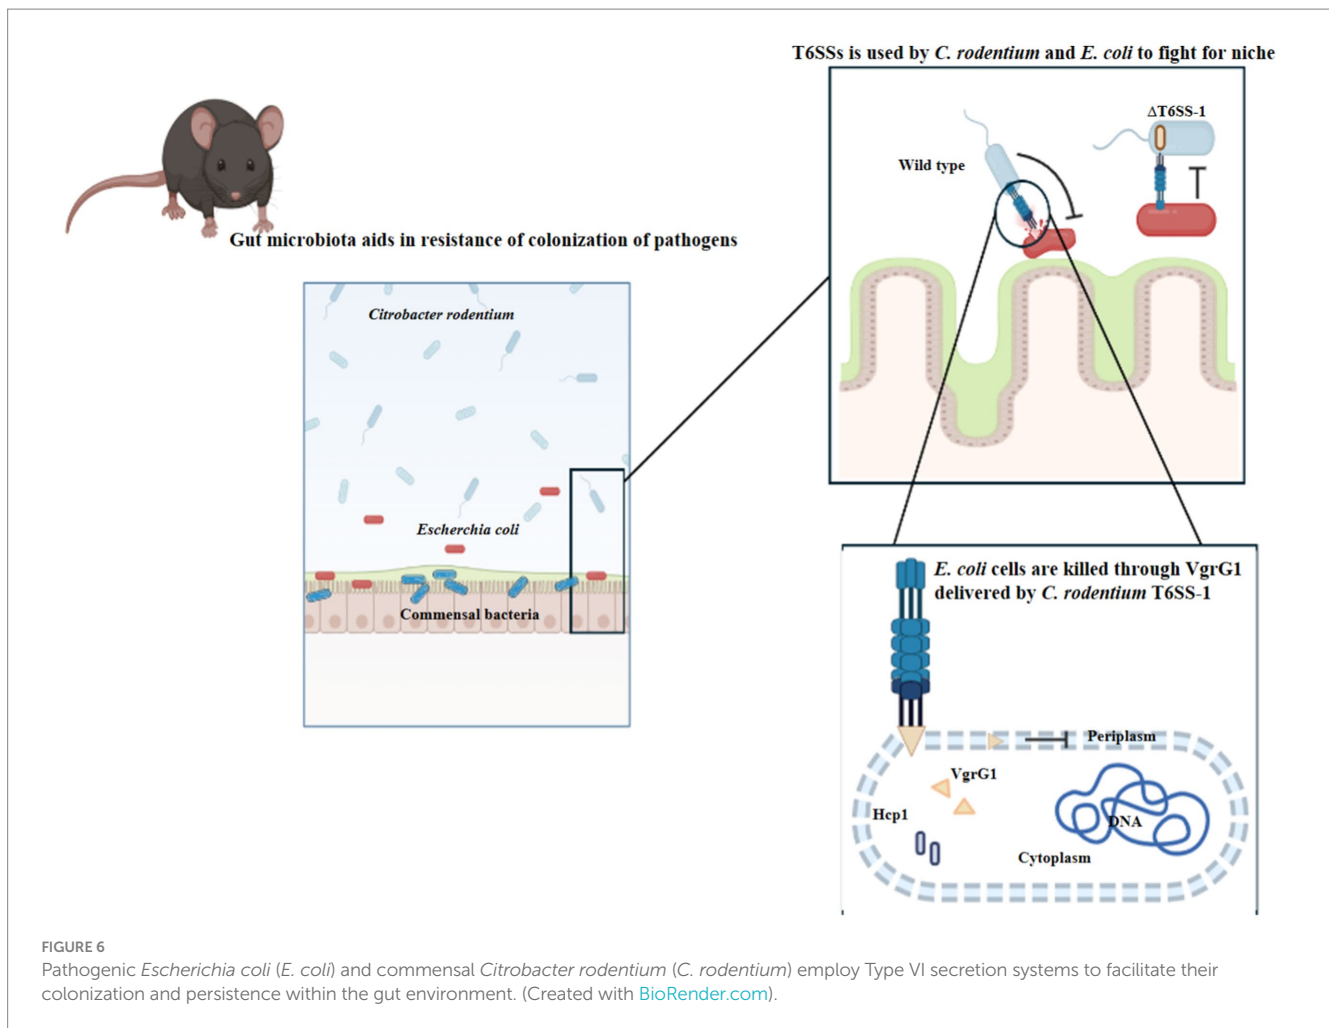 T6SSs is used by C. rodentium and E. coli to fight for niche
ΔT6SS-1
Wild type
Gut microbiota aids in resistance of colonization of pathogens
Citrobacter rodentium
Escherchia coli
Commensal bacteria
E. coli cells are killed through VgrG1
delivered by C. rodentium T6SS-1
Periplasm
VgrG1
Hcp1
DNA
Cytoplasm
FIGURE 6
Pathogenic Escherichia coli (E. coli) and commensal Citrobacter rodentium (C. rodentium) employ Type VI secretion systems to facilitate their
colonization and persistence within the gut environment. (Created with BioRender.com).